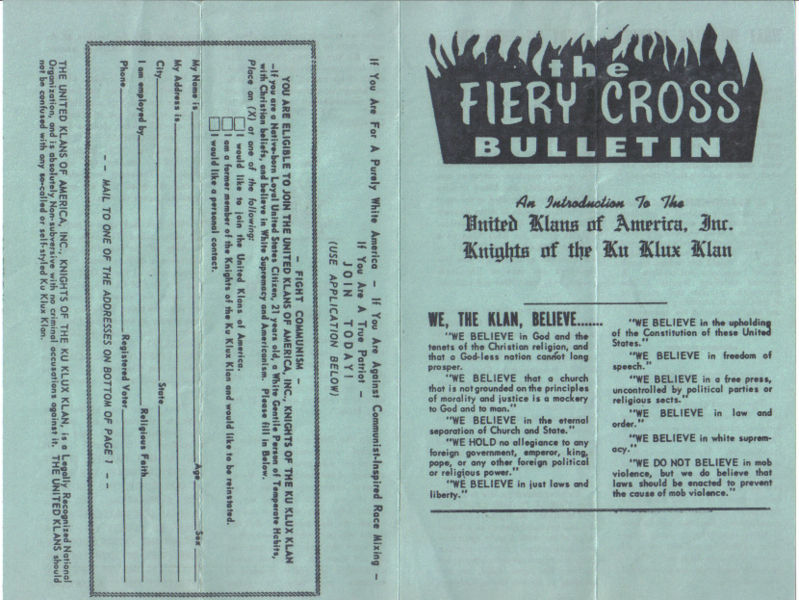 the
FIERY CROSS
BULLETIN
An Introduction To The
United Klans of America, Inc.
Knights of the Ku Klux Klan
WE, THE KLAN, BELIEVE.......
"WE BELIEVE in God and the
tenets of the Christian religion, and
that a God-less nation cannot long
prosper.
"WE BELIEVE that a church
that is not grounded on the principles
of morality and justice is a mockery
to God and to man."
"WE BELIEVE in the eternal
separation of Church and State."
"WE HOLD no allegiance to any
foreign government, emperor, king,
pope, or any other foreign political
or religious power."
"WE BELIEVE in just laws and
liberty."
"WE BELIEVE in the upholding
of the Constitution of these United
States."
"WE BELIEVE in freedom of
speech."
"WE BELIEVE in a free press,
uncontrolled by political parties or
religious sects."
"WE BELIEVE in law and
order."
"WE BELIEVE in white suprem-
acy."
"WE DO NOT BELIEVE in mob
violence, but we do believe that
laws should be enacted to prevent
the cause of mob violence."
If You Are For A Purely White America – If You Are Against Communist-Inspired Race Mixing –
If You Are A True Patriot –
JOIN TODAY!
(USE APPLICATION BELOW)
– FIGHT COMMUNISM –
YOU ARE ELIGIBLE TO JOIN THE UNITED KLANS OF AMERICA, INC., KNIGHTS OF THE KU KLUX KLAN
–If you are a Native-born Loyal United States Citizen, 21 years old, a White Gentile Person of Temperate Habits,
with Christian beliefs, and believe in White Supremacy and Americanism. Please fill in Below.
Place an (X) at one of the following:
I would like to join the United Klans of America.
I am a former member of the Knights of the Ku Klux Klan and would like to be reinstated.
I would like a personal contact.
My Name is Age Sex
My Address is
City State
I am employed by Religious Faith
Phone Registered Voter
– – MAIL TO ONE OF THE ADDRESSES ON BOTTOM OF PAGE 1 – –
THE UNITED KLANS OF AMERICA, INC., KNIGHTS OF THE KU KLUX KLAN, is a Legally Recognized National
Organization, and is absolutely Non-subversive with no criminal accusations against it. THE UNITED KLANS should
not be confused with any so-called or self-styled Ku Klux Klan.